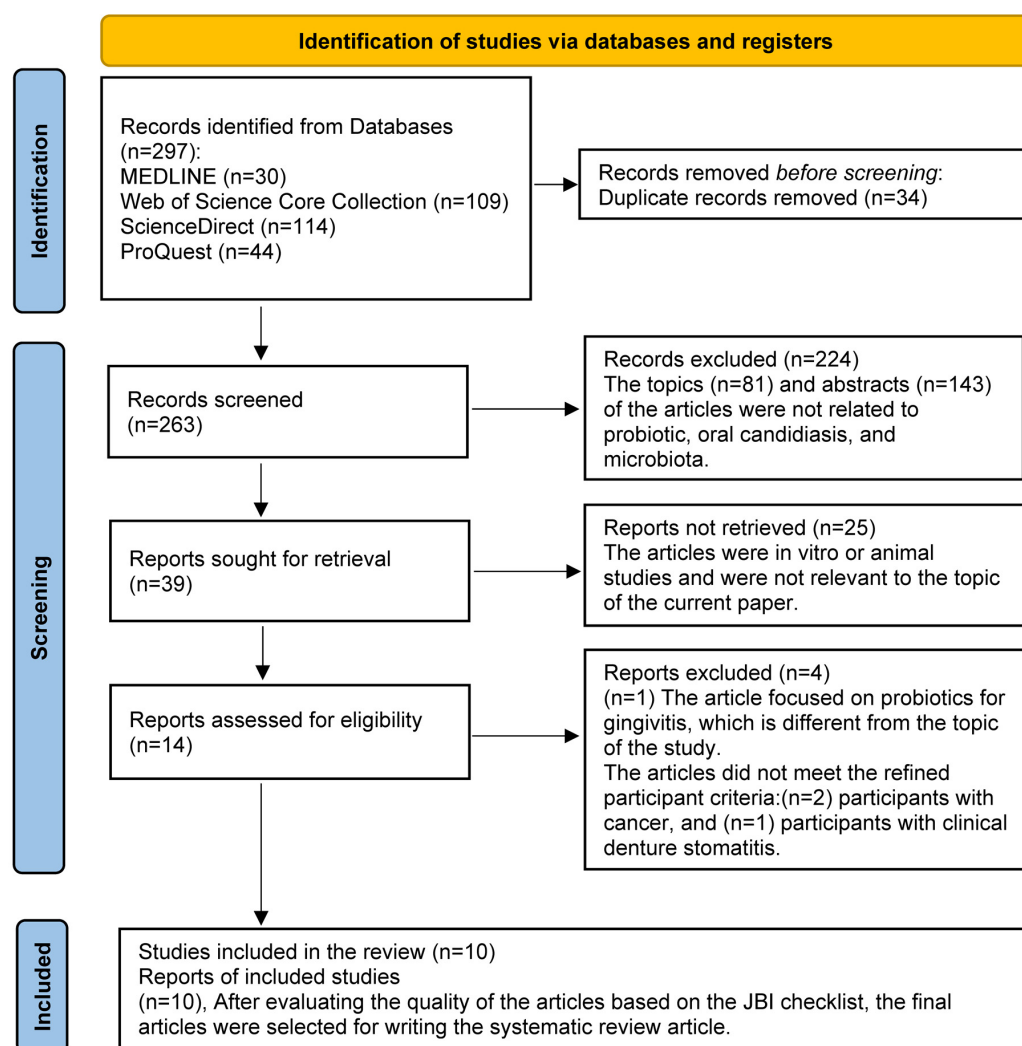 Identification of studies via databases and registers
Identification
Records identified from Databases
(n=297):
MEDLINE (n=30)
Web of Science Core Collection (n=109)
ScienceDirect (n=114)
ProQuest (n=44)
Records removed before screening:
Duplicate records removed (n=34)
Screening
Records screened
(n=263)
Records excluded (n=224)
The topics (n=81) and abstracts (n=143)
of the articles were not related to
probiotic, oral candidiasis, and
microbiota.
Reports sought for retrieval
(n=39)
Reports not retrieved (n=25)
The articles were in vitro or animal
studies and were not relevant to the topic
of the current paper.
Reports assessed for eligibility
(n=14)
Reports excluded (n=4)
(n=1) The article focused on probiotics for
gingivitis, which is different from the topic
of the study.
The articles did not meet the refined
participant criteria:(n=2) participants with
cancer, and (n=1) participants with clinical
denture stomatitis.
Included
Studies included in the review (n=10)
Reports of included studies
(n=10), After evaluating the quality of the articles based on the JBI checklist, the final
articles were selected for writing the systematic review article.